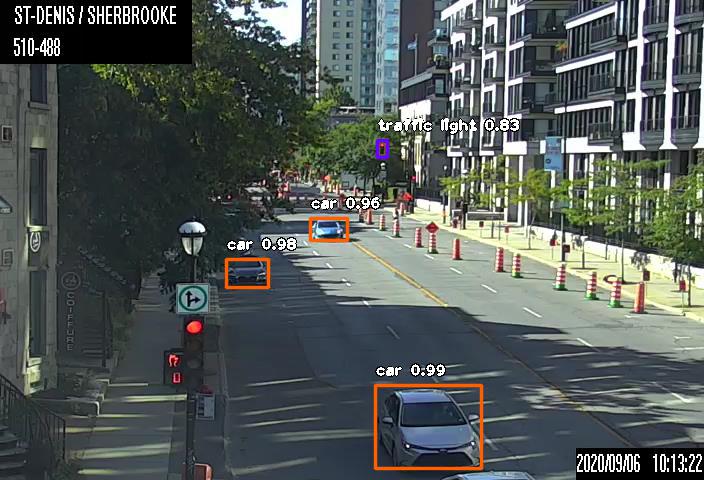 ST-DENIS / SHERBROOKE
510-488
traffic light 0.83
car 0.96
car 0.98
COIFFURE
car 0.99
2020/09/06 10:13:22